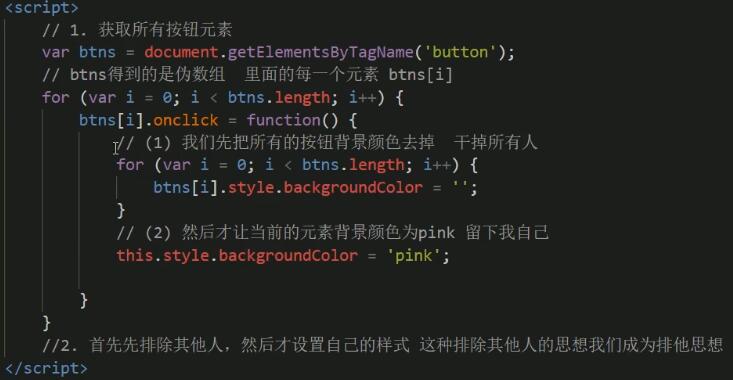 <script>
// 1. 获取所有按钮元素
var btns = document.getElementsByTagName('button');
// btns得到的是伪数组 里面的每一个元素 btns[i]
for (var i = 0; i < btns.length; i++) {
btns[i].onclick = function() {
// (1) 我们先把所有的按钮背景颜色去掉 干掉所有人
for (var i = 0; i < btns.length; i++) {
btns[i].style.backgroundColor = '';
}
// (2) 然后才让当前的元素背景颜色为pink 留下我自己
this.style.backgroundColor = 'pink';
}
}
//2. 首先先排除其他人，然后才设置自己的样式 这种排除其他人的思想我们成为排他思想
</script>